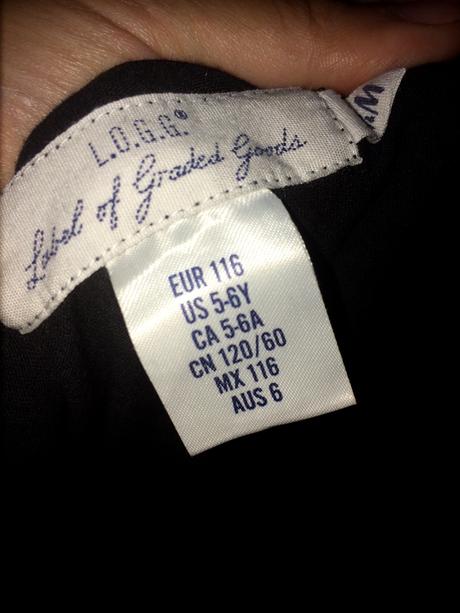 L.O.G.G.®
Label of Graded Goods
EUR 116
US 5-6Y
CA 5-6A
CN 120/60
MX 116
AUS 6